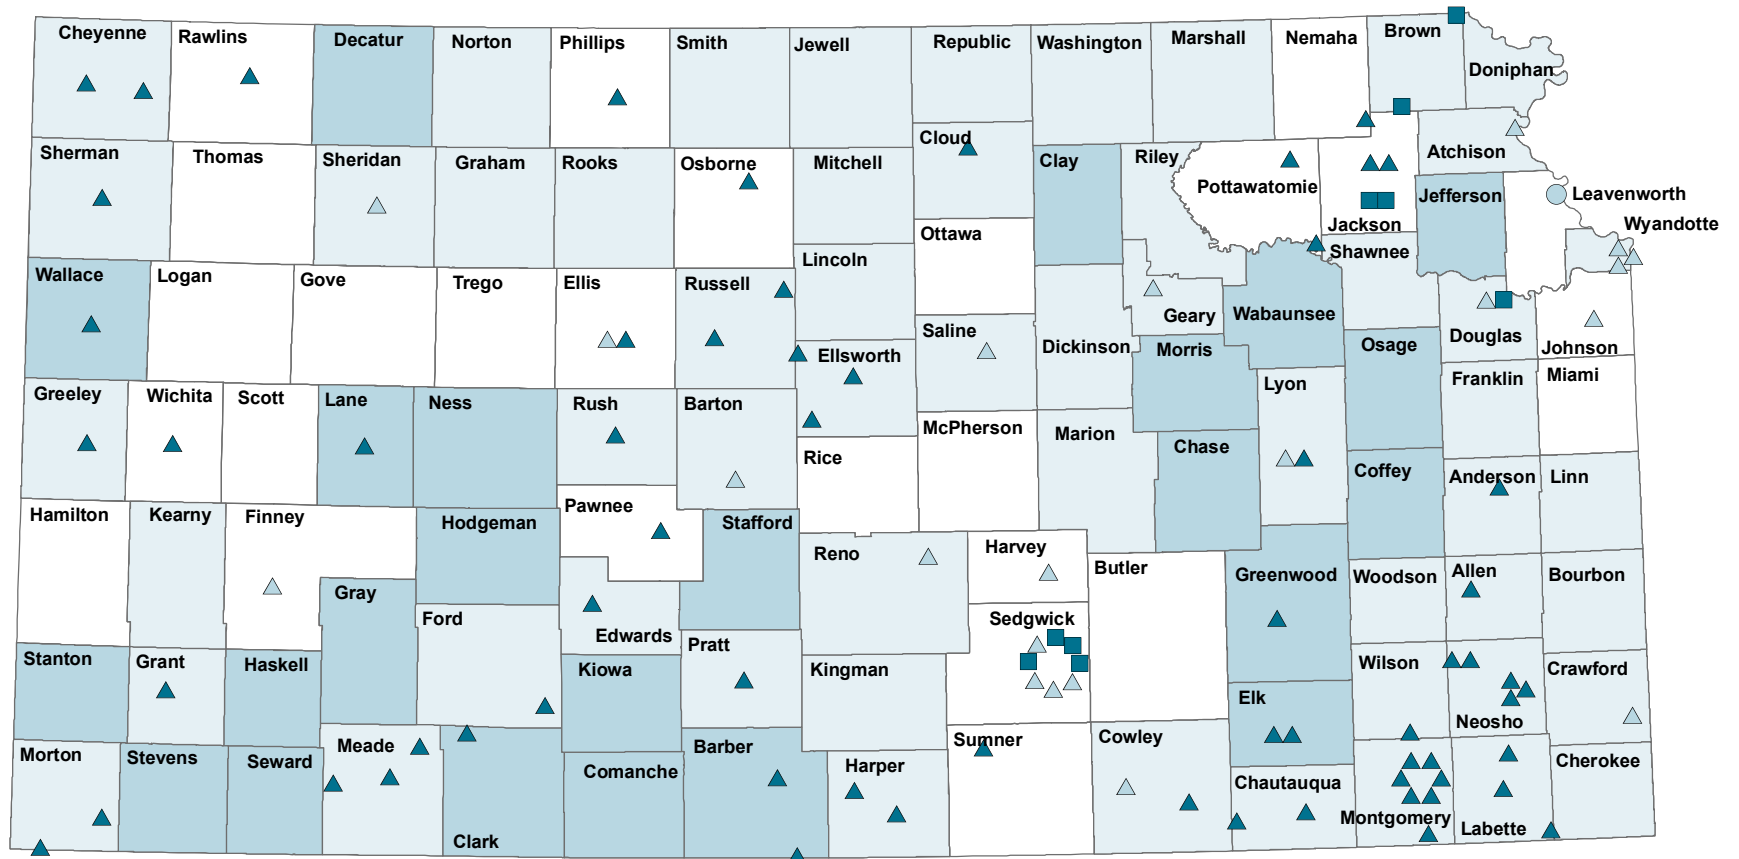 Cheyenne
Rawlins
Decatur
Norton
Phillips
Smith
Jewell
Republic
Washington
Marshall
Nemaha
Brown
Doniphan
Sherman
Thomas
Sheridan
Graham
Rooks
Osborne
Mitchell
Cloud
Clay
Riley
Pottawatomie
Jackson
Atchison
Jefferson
Leavenworth
Wyandotte
Wallace
Logan
Gove
Trego
Ellis
Russell
Lincoln
Ottawa
Saline
Dickinson
Geary
Wabaunsee
Shawnee
Douglas
Johnson
Greeley
Wichita
Scott
Lane
Ness
Rush
Barton
Ellsworth
Rice
McPherson
Marion
Morris
Chase
Lyon
Osage
Franklin
Miami
Hamilton
Kearny
Finney
Hodgeman
Pawnee
Stafford
Reno
Harvey
Butler
Greenwood
Coffey
Anderson
Linn
Woodson
Allen
Bourbon
Gray
Ford
Edwards
Sedgwick
Stanton
Grant
Haskell
Kiowa
Pratt
Kingman
Elk
Wilson
Neosho
Crawford
Morton
Stevens
Seward
Meade
Clark
Comanche
Barber
Harper
Sumner
Cowley
Chautauqua
Montgomery
Labette
Cherokee